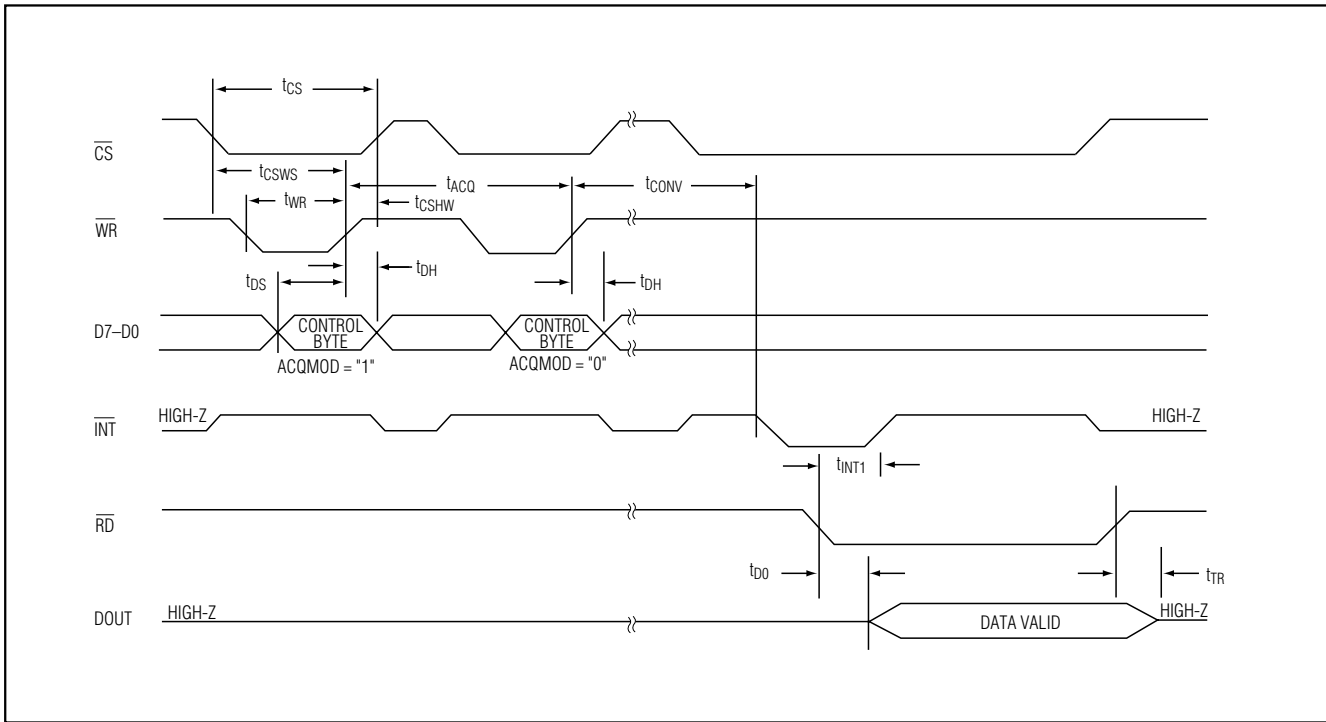 tCS
CS
tCSWS
tACQ
tCONV
tWR
tCSHW
WR
tDS
tDH
tDH
D7–D0
CONTROL
BYTE
ACQMOD = "1"
CONTROL
BYTE
ACQMOD = "0"
INT
HIGH-Z
HIGH-Z
tINT1
RD
tD0
tTR
DOUT
HIGH-Z
DATA VALID
HIGH-Z